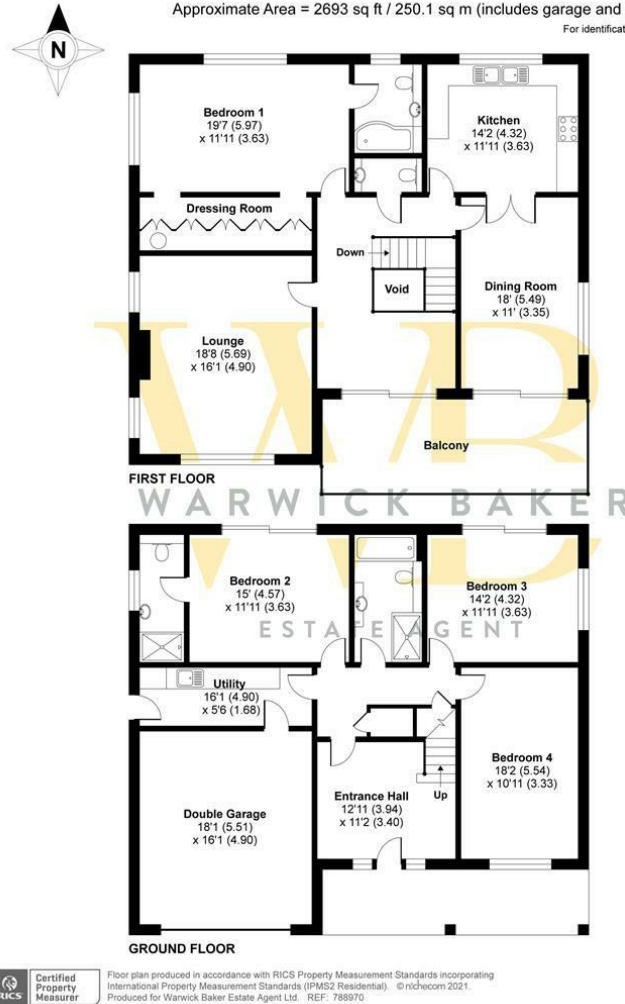 Approximate Area = 2693 sq ft / 250.1 sq m (includes garage and
For identificat
N
Bedroom 1
19'7 (5.97)
x 11'11 (3.63)
Kitchen
14'2 (4.32)
x 11'11 (3.63)
Dressing Room
Down
Void
Dining Room
18' (5.49)
x 11' (3.35)
Lounge
18'8 (5.69)
x 16'1 (4.90)
WB
Balcony
FIRST FLOOR
WARWICK BAKER
Bedroom 2
15' (4.57)
x 11'11 (3.63)
Bedroom 3
14'2 (4.32)
x 11'11 (3.63)
ESTATE AGENT
Utility
16'1 (4.90)
x 5'6 (1.68)
Bedroom 4
18'2 (5.54)
x 10'11 (3.33)
Up
Entrance Hall
12'11 (3.94)
x 11'2 (3.40)
Double Garage
18'1 (5.51)
x 16'1 (4.90)
GROUND FLOOR
RICS
Certified
Property
Measurer
Floor plan produced in accordance with RICS Property Measurement Standards incorporating
International Property Measurement Standards (IPMS2 Residential). © nichecom 2021.
Produced for Warwick Baker Estate Agent Ltd. REF: 788970